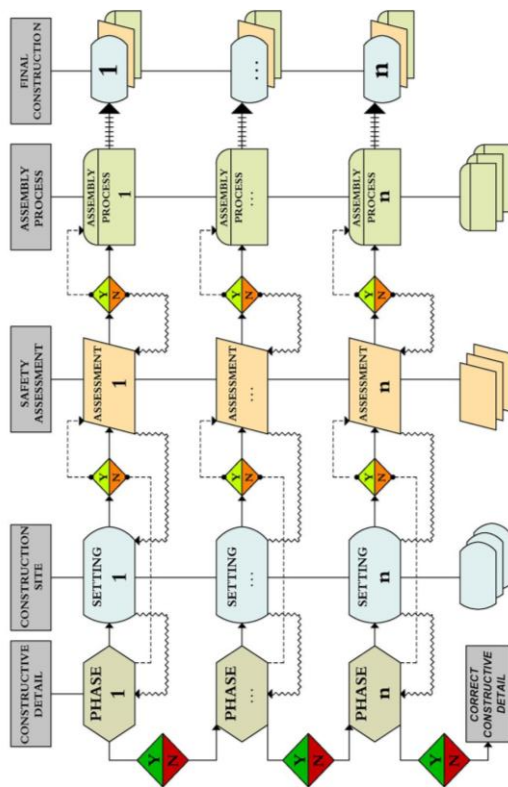 CONSTRUCTIVE
DETAIL
CONSTRUCTION
SITE
SAFETY
ASSESSMENT
ASSEMBLY
PROCESS
FINAL
CONSTRUCTION
PHASE
1
SETTING
1
Y
N
ASSESSMENT
1
Y
N
ASSEMBLY
PROCESS
1
1
Y
N
PHASE
...
SETTING
...
Y
N
ASSESSMENT
...
Y
N
ASSEMBLY
PROCESS
...
...
Y
N
PHASE
n
SETTING
n
Y
N
ASSESSMENT
n
Y
N
ASSEMBLY
PROCESS
n
n
Y
N
CORRECT
CONSTRUCTIVE
DETAIL